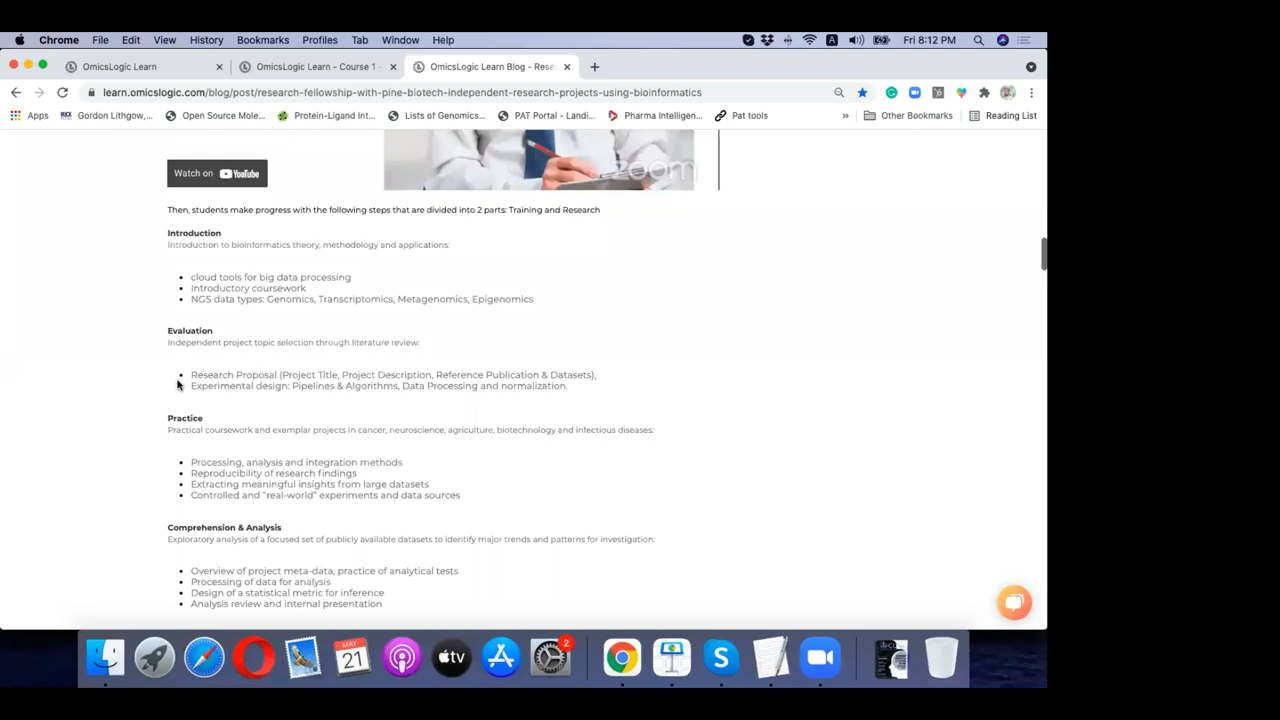 Chrome File Edit View History Bookmarks Profiles Tab Window Help A Fri 8:12 PM
OmicsLogic Learn OmicsLogic Learn - Course 1 - OmicsLogic Learn Blog - Rese
learn.omicslogic.com/blog/post/research-fellowship-with-pine-biotech-independent-research-projects-using-bioinformatics
Apps Gordon Lithgow,... Open Source Mole... Protein-Ligand Int... Lists of Genomics... PAT Portal - Landi... Pharma Intelligen... Pat tools » Other Bookmarks Reading List
zoom
Watch on YouTube
Then, students make progress with the following steps that are divided into 2 parts: Training and Research
Introduction
Introduction to bioinformatics theory, methodology and applications:
• cloud tools for big data processing
• Introductory coursework
• NGS data types: Genomics, Transcriptomics, Metagenomics, Epigenomics
Evaluation
Independent project topic selection through literature review:
• Research Proposal (Project Title, Project Description, Reference Publication & Datasets),
Experimental design: Pipelines & Algorithms, Data Processing and normalization.
Practice
Practical coursework and exemplar projects in cancer, neuroscience, agriculture, biotechnology and infectious diseases:
• Processing, analysis and integration methods
• Reproducibility of research findings
• Extracting meaningful insights from large datasets
• Controlled and "real-world" experiments and data sources
Comprehension & Analysis
Exploratory analysis of a focused set of publicly available datasets to identify major trends and patterns for investigation:
• Overview of project meta-data, practice of analytical tests
• Processing of data for analysis
• Design of a statistical metric for inference
• Analysis review and internal presentation
MAY
21
tv
2